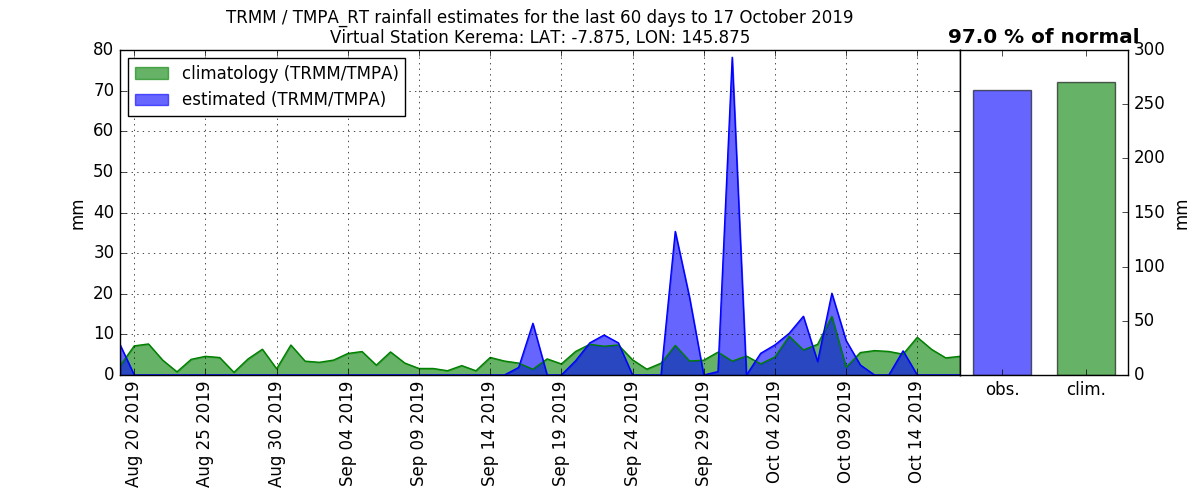 TRMM / TMPA_RT rainfall estimates for the last 60 days to 17 October 2019
Virtual Station Kerema: LAT: -7.875, LON: 145.875
97.0 % of normal
climatology (TRMM/TMPA)
estimated (TRMM/TMPA)
mm
80
70
60
50
40
30
20
10
0
Aug 20 2019
Aug 25 2019
Aug 30 2019
Sep 04 2019
Sep 09 2019
Sep 14 2019
Sep 19 2019
Sep 24 2019
Sep 29 2019
Oct 04 2019
Oct 09 2019
Oct 14 2019
300
250
200
150
100
50
0
mm
obs.
clim.